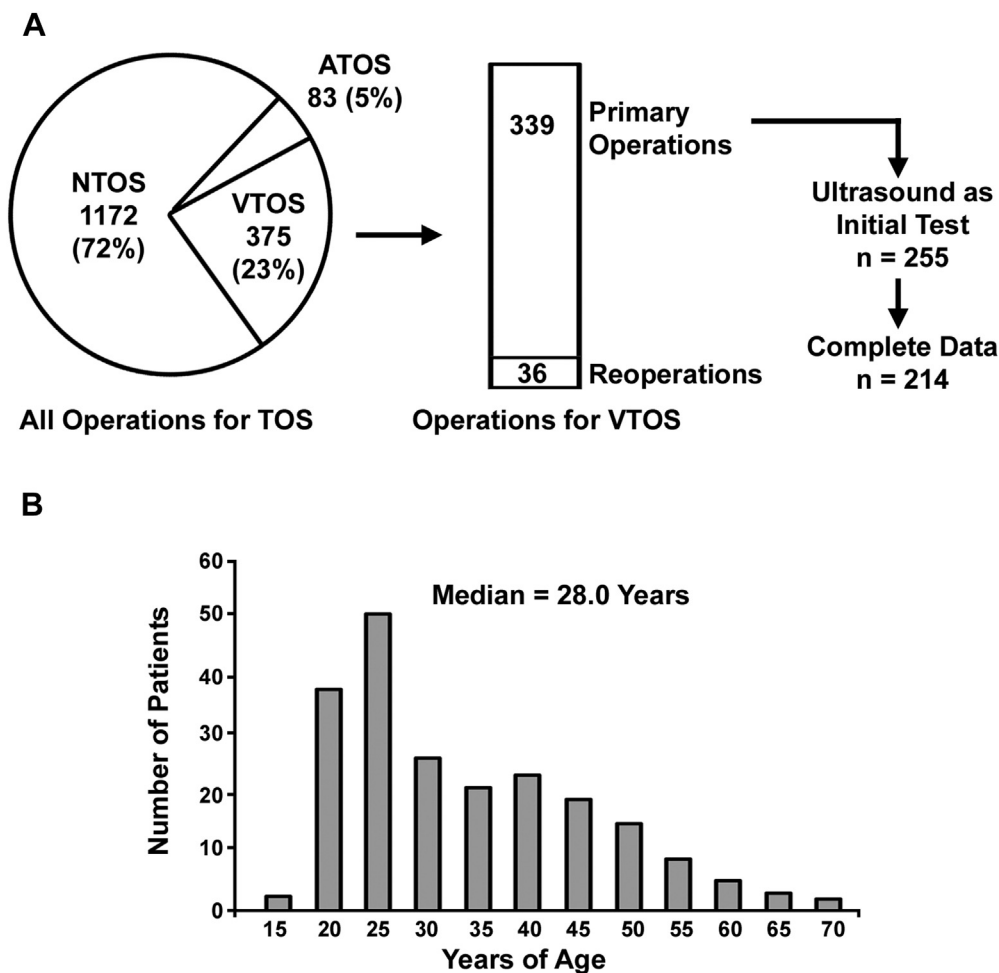 A
ATOS
83 (5%)
NTOS
1172
(72%)
VTOS
375
(23%)
All Operations for TOS
339
Primary
Operations
36
Reoperations
Operations for VTOS
Ultrasound as
Initial Test
n = 255
Complete Data
n = 214
B
Median = 28.0 Years
Number of Patients
60
50
40
30
20
10
0
15 20 25 30 35 40 45 50 55 60 65 70
Years of Age